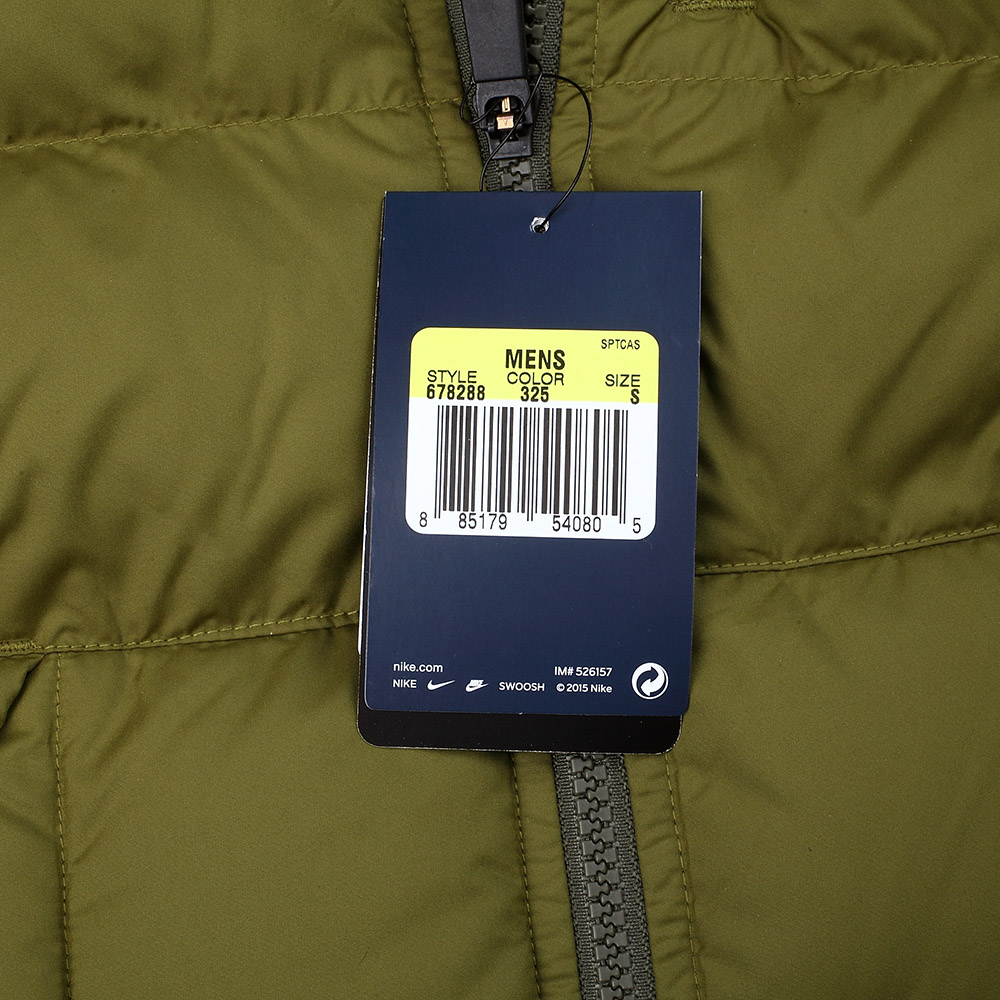 SPTCAS
MENS
STYLE COLOR SIZE
678288 325 S
8 85179 54080 5
nike.com IM# 526157
NIKE SWOOSH © 2015 Nike